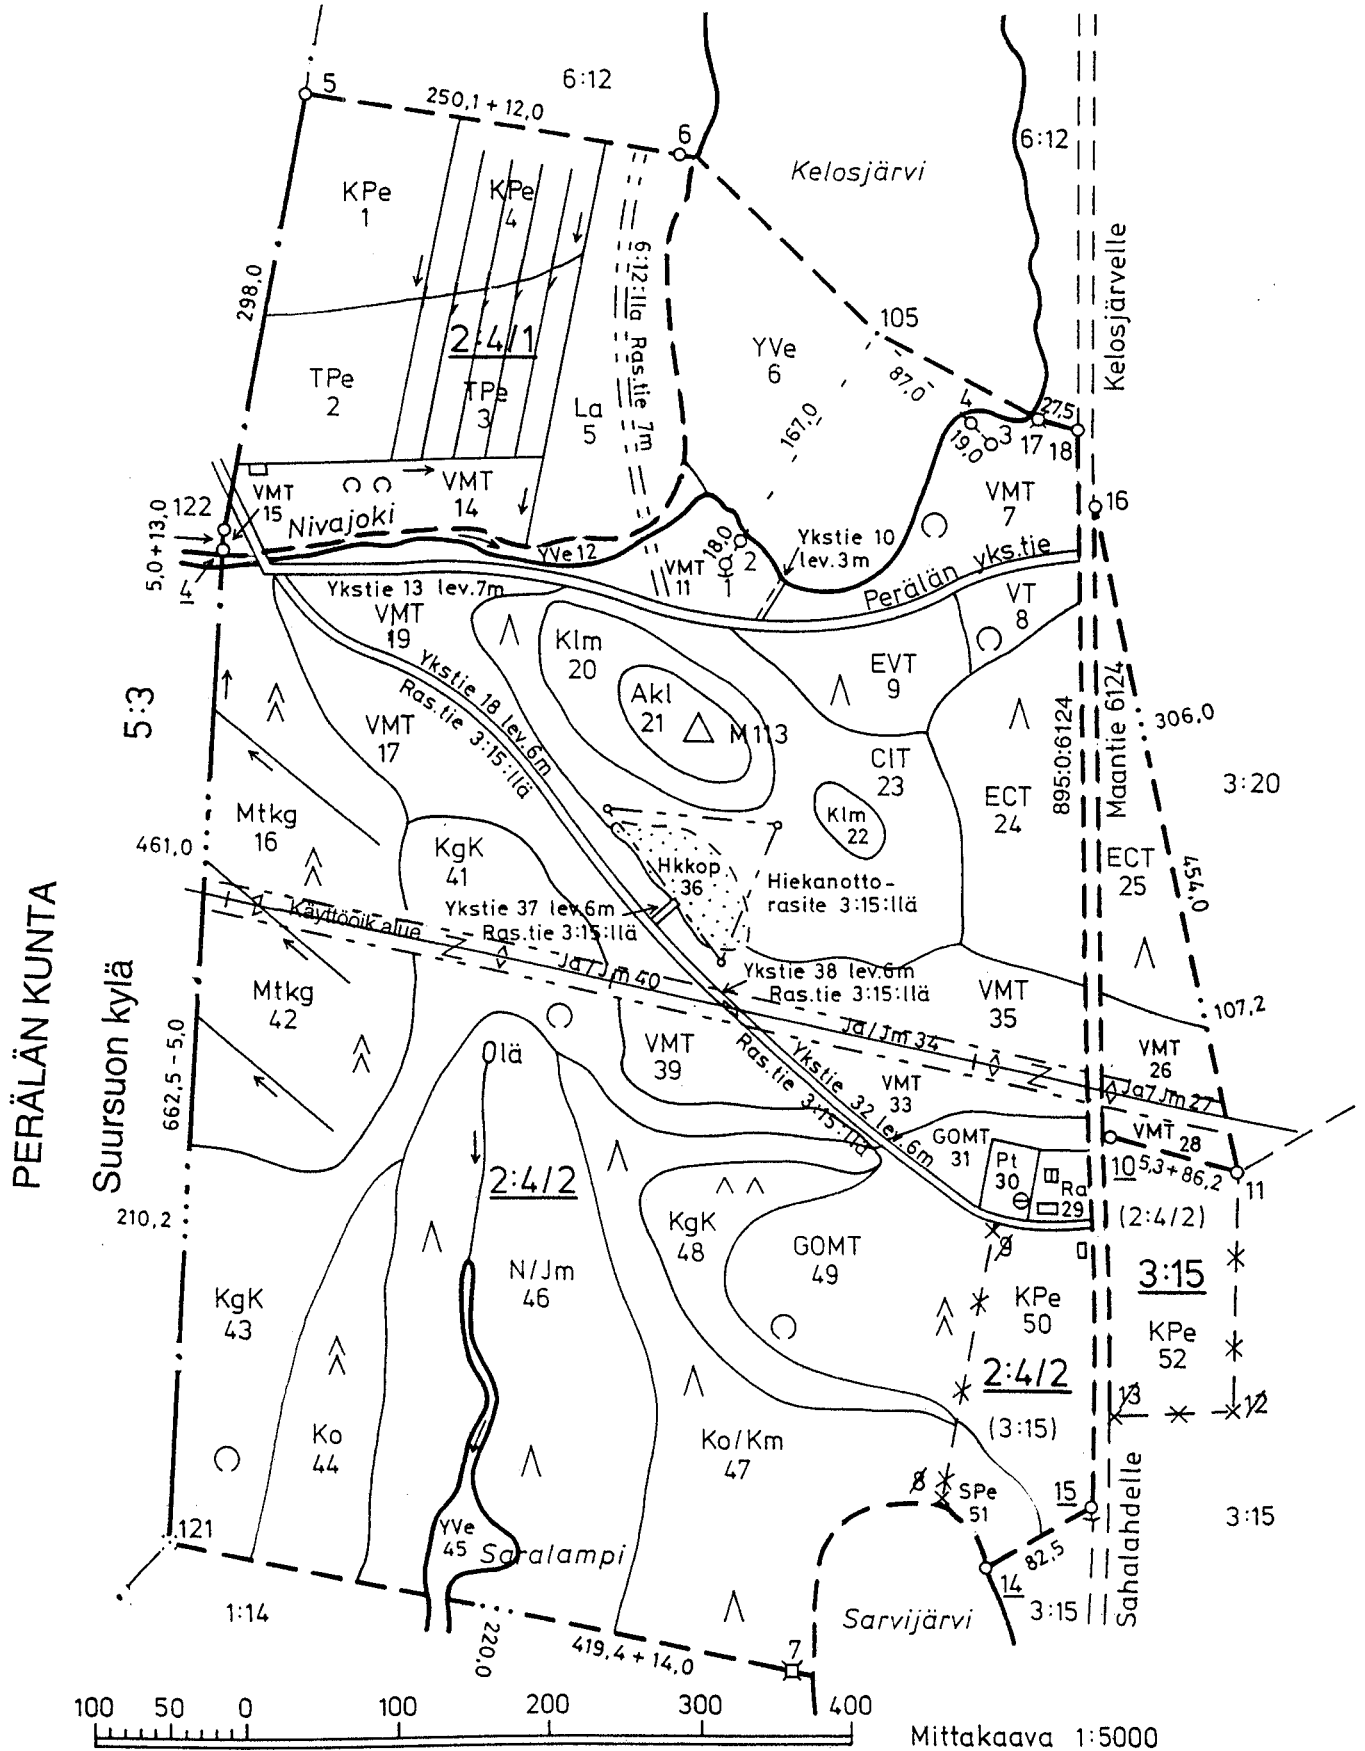 5
6:12
250,1 + 12,0
6
Kelosjärvi
6:12
KPe
1
KPe
4
298,0
2:4/1
TPe
2
TPe
3
La
5
6:12:lla Ras.tie 7m
YVe
6
105
87,0
167,0
Kelosjärvelle
4
19,0
3
27,5
17
18
16
122
VMT
15
VMT
14
Nivajoki
5,0 + 13,0
4
YVe 12
VMT
11
18,0
1
2
Ykstie 10
lev.3m
VMT
7
Perälän yks.tie
Ykstie 13 lev.7m
VMT
19
VT
8
Klm
20
EVT
9
Akl
21
M 113
Ykstie 18 lev.6m
Ras.tie 3:15:llä
VMT
17
5:3
CIT
23
Klm
22
ECT
24
895:0:6124
Maantie 6124
306,0
3:20
ECT
25
454,0
Mtkg
16
461,0
KgK
41
Hkkop
36
Hiekanotto-
rasite 3:15:llä
Ykstie 37 lev.6m
Ras.tie 3:15:llä
Käyttöoik.alue
Ja / Jm 40
Ykstie 38 lev.6m
Ras.tie 3:15:llä
VMT
35
107,2
PERÄLÄN KUNTA
Suursuon kylä
Mtkg
42
662,5 - 5,0
Olä
VMT
39
Ja / Jm 34
VMT
26
Ja / Jm 27
VMT
33
Ykstie 32 lev.6m
Ras.tie 3:15:llä
VMT 28
10
5,3 + 86,2
11
GOMT
31
Pt
30
Ra
29
(2:4/2)
2:4/2
210,2
KgK
48
GOMT
49
9
3:15
KgK
43
N/Jm
46
KPe
50
KPe
52
2:4/2
(3:15)
13
12
Ko
44
Ko/Km
47
8
SPe
51
15
3:15
121
YVe
45
Saralampi
82,5
14
3:15
Sahalahdelle
1:14
Sarvijärvi
220,0
419,4 + 14,0
7
100 50 0 100 200 300 400
Mittakaava 1:5000